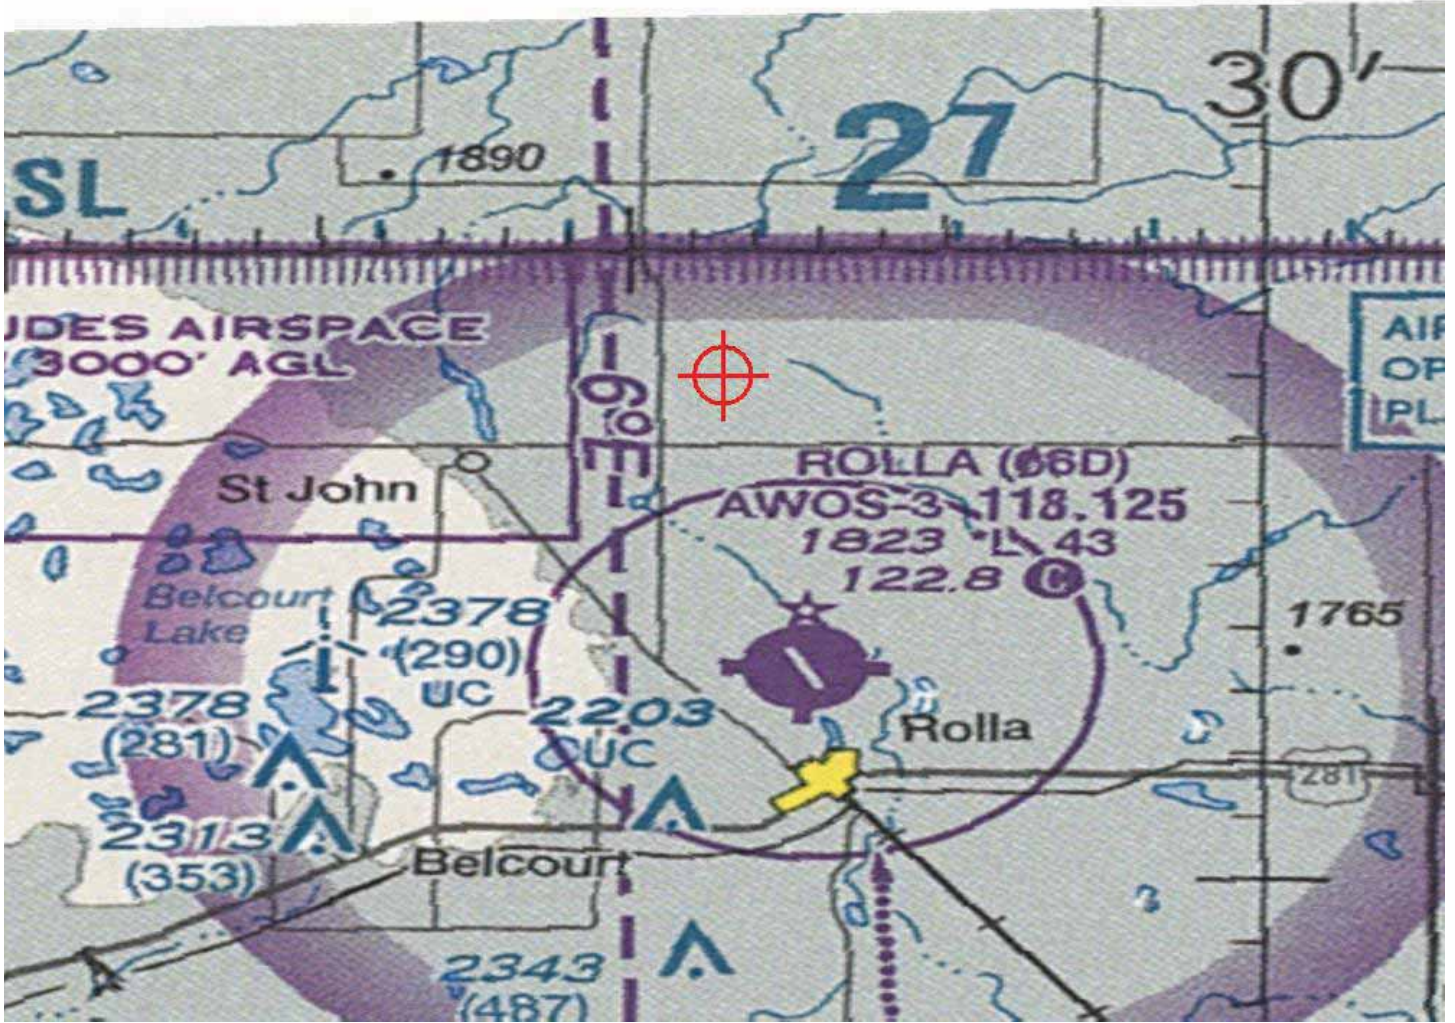 30'
27
1890
SL
UDES AIRSPACE
3000' AGL
AIR
OP
PL
6°E
St John
ROLLA (Ø6D)
AWOS-3 118.125
1823 *L 43
122.8 C
Belcourt
Lake
2378
(290)
UC
1765
2378
(281)
2203
UC
Rolla
281
2313
(353)
Belcourt
2343
(487)